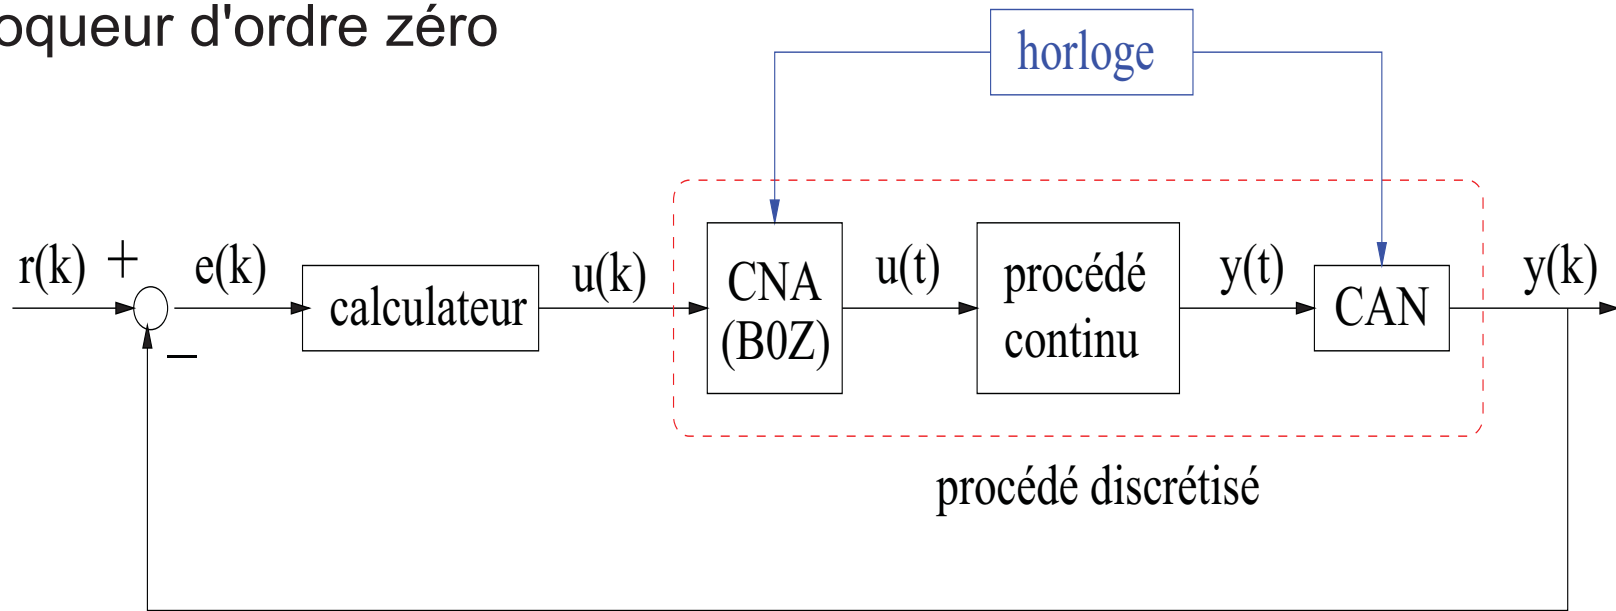 oqueur d'ordre zéro
horloge
r(k) + e(k) calculateur u(k) CNA (B0Z) u(t) procédé continu y(t) CAN y(k)
−
procédé discrétisé